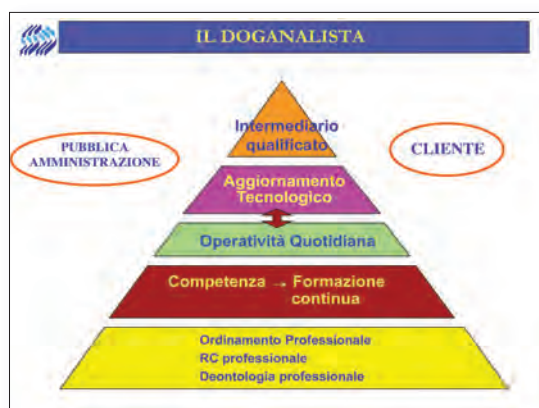 IL DOGANALISTA
PUBBLICA
AMMINISTRAZIONE
CLIENTE
Intermediario
qualificato
Aggiornamento
Tecnologico
Operatività Quotidiana
Competenza → Formazione
continua
Ordinamento Professionale
RC professionale
Deontologia professionale